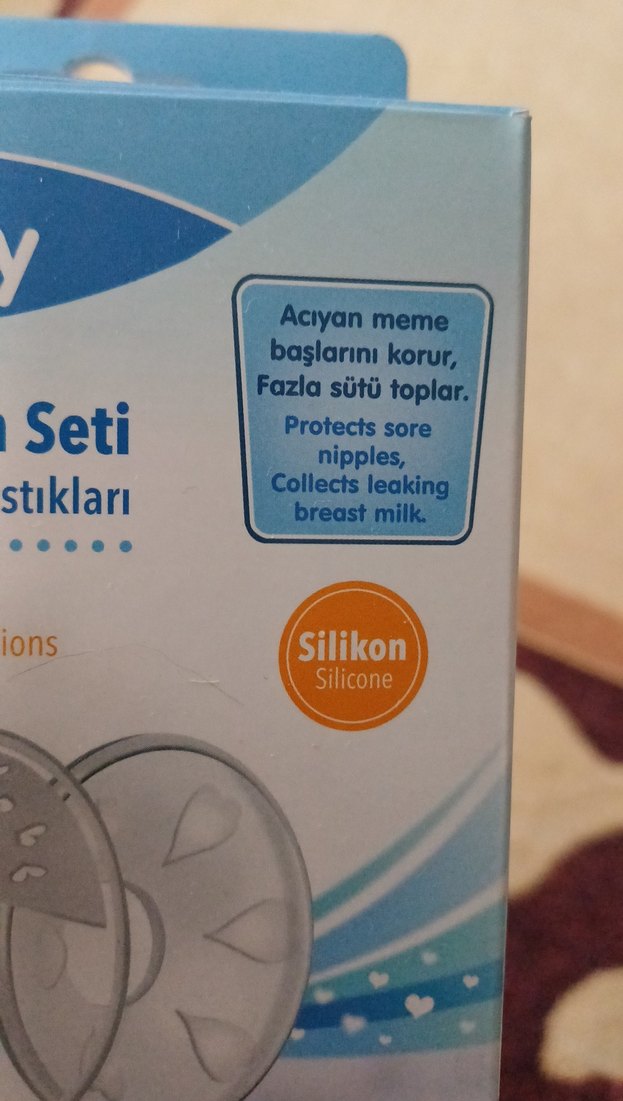 y
Acıyan meme
başlarını korur,
Fazla sütü toplar.
Protects sore
nipples,
Collects leaking
breast milk.
Seti
stıkları
ions
Silikon
Silicone